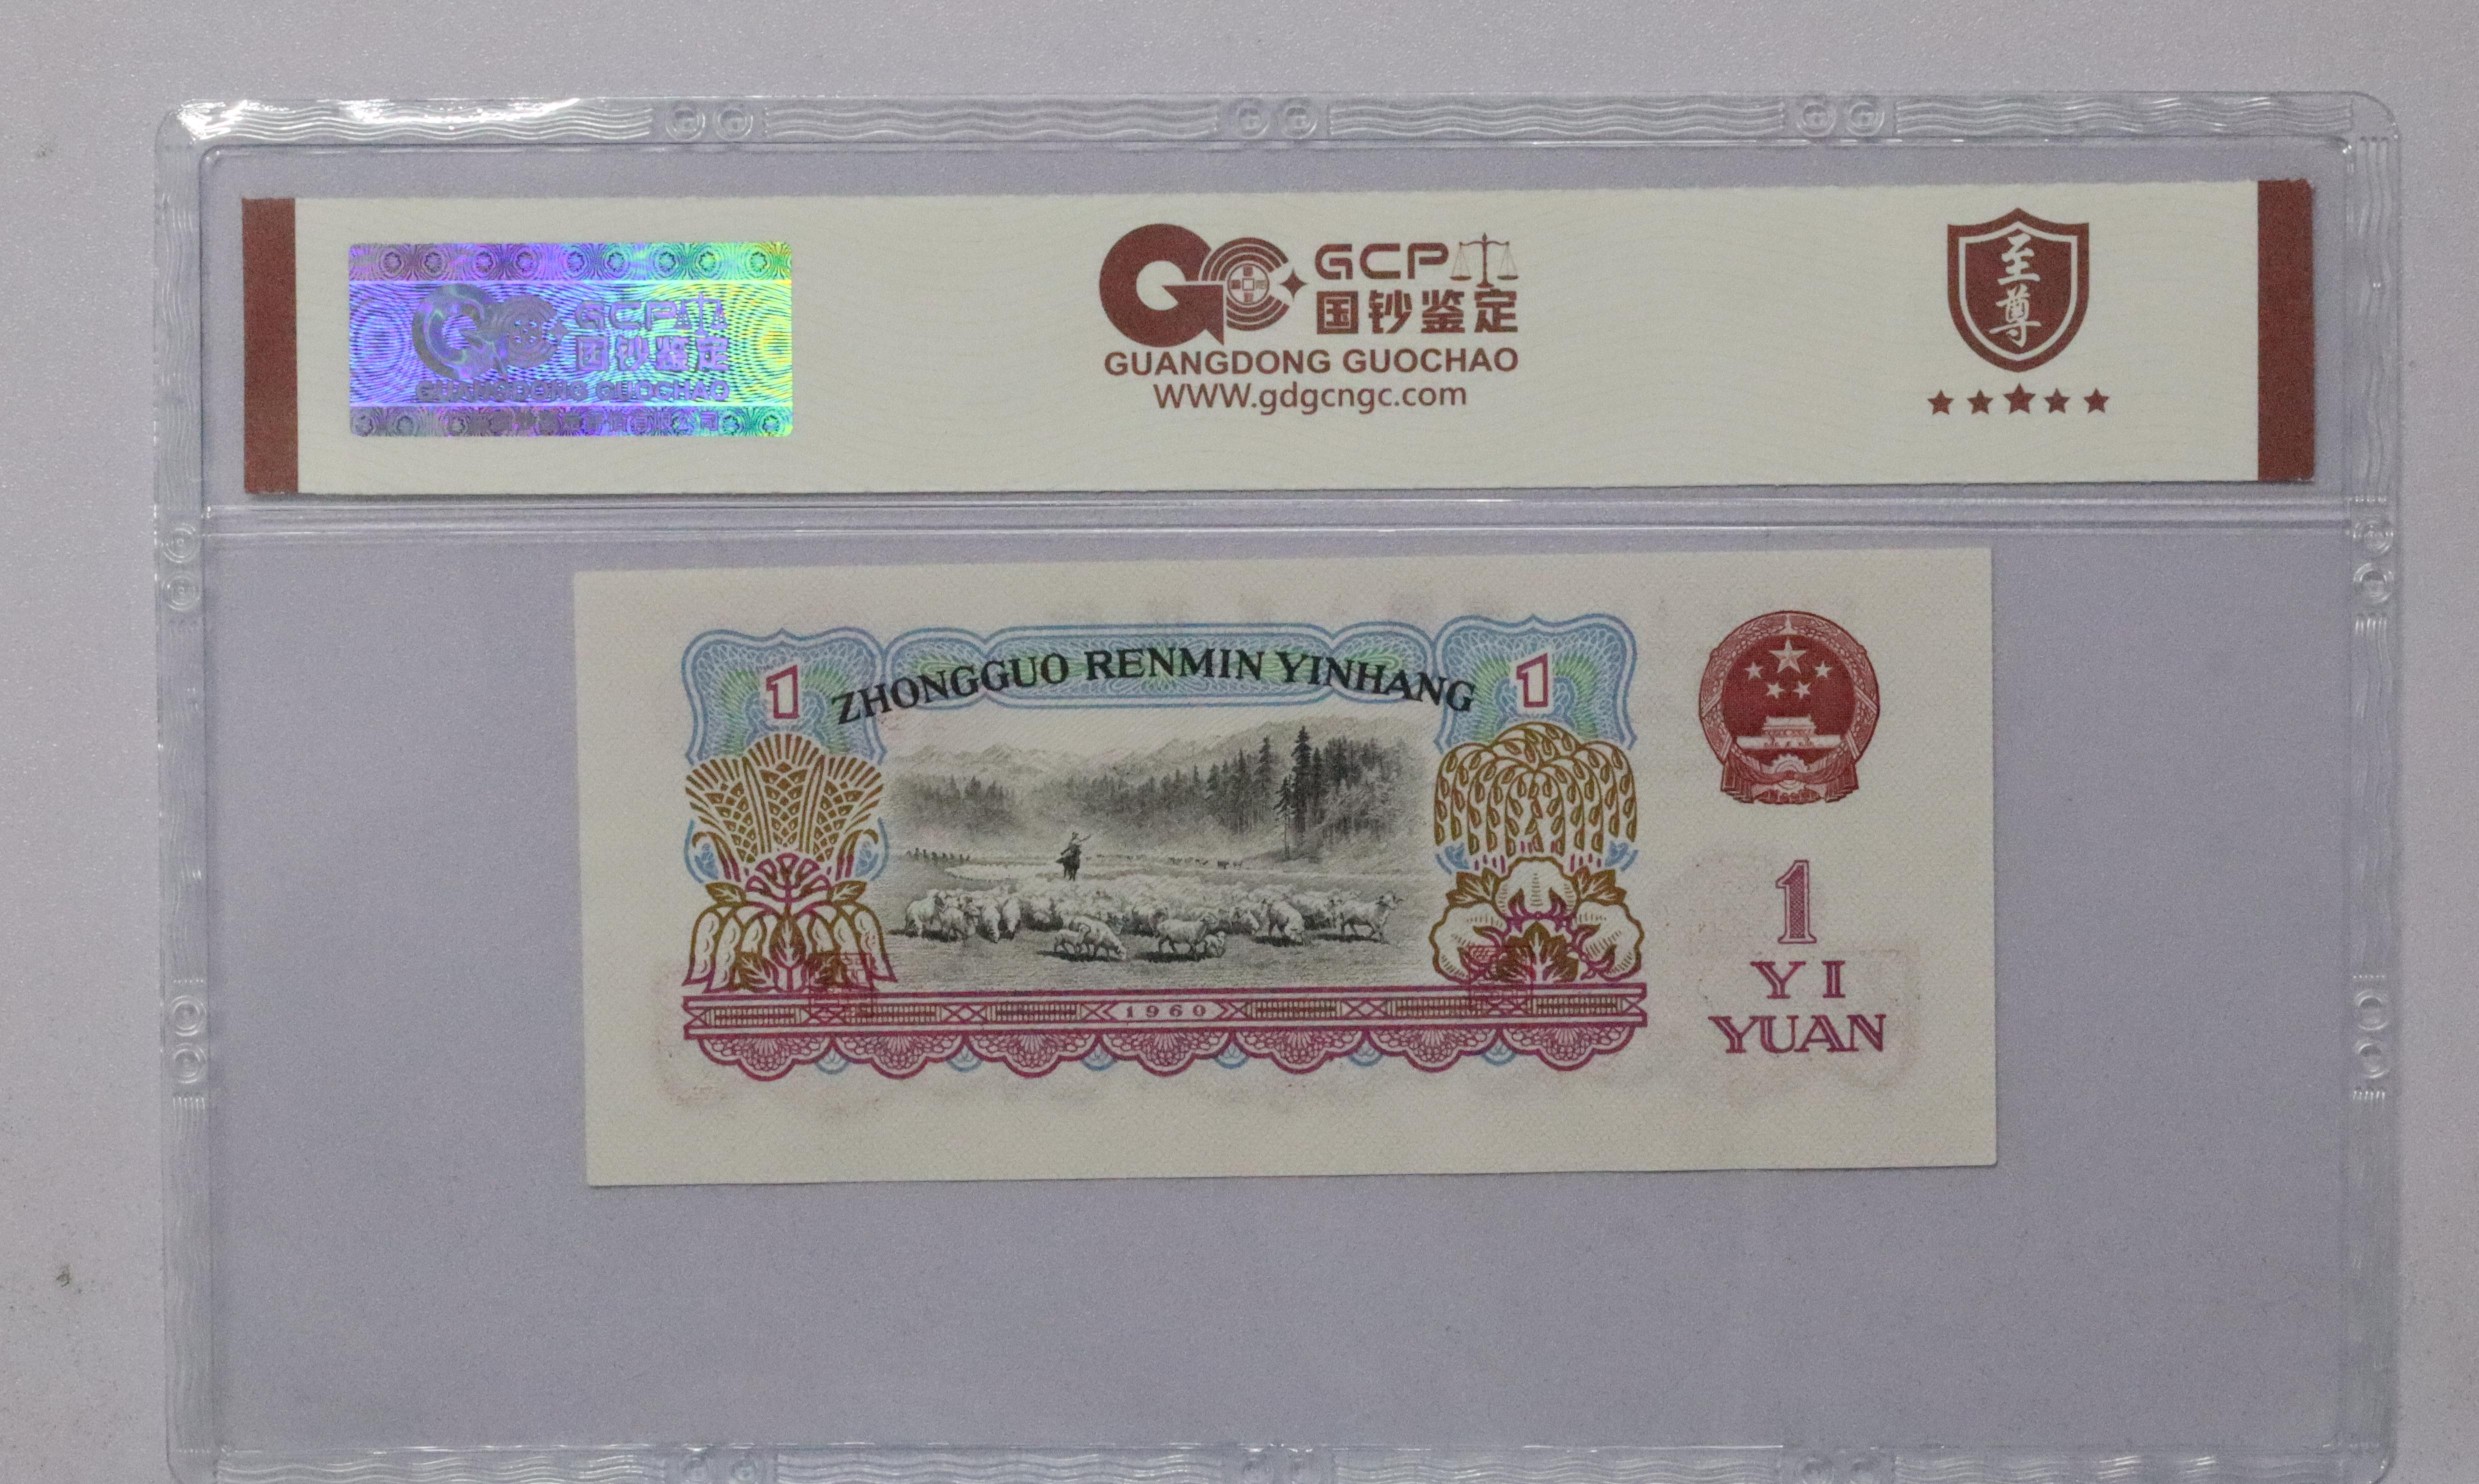 GCP
国钞鉴定
GUANGDONG GUOCHAO
GCP
国钞鉴定
GUANGDONG GUOCHAO
WWW.gdgcngc.com
至尊
1
ZHONGGUO RENMIN YINHANG
1
1960
1
YI
YUAN